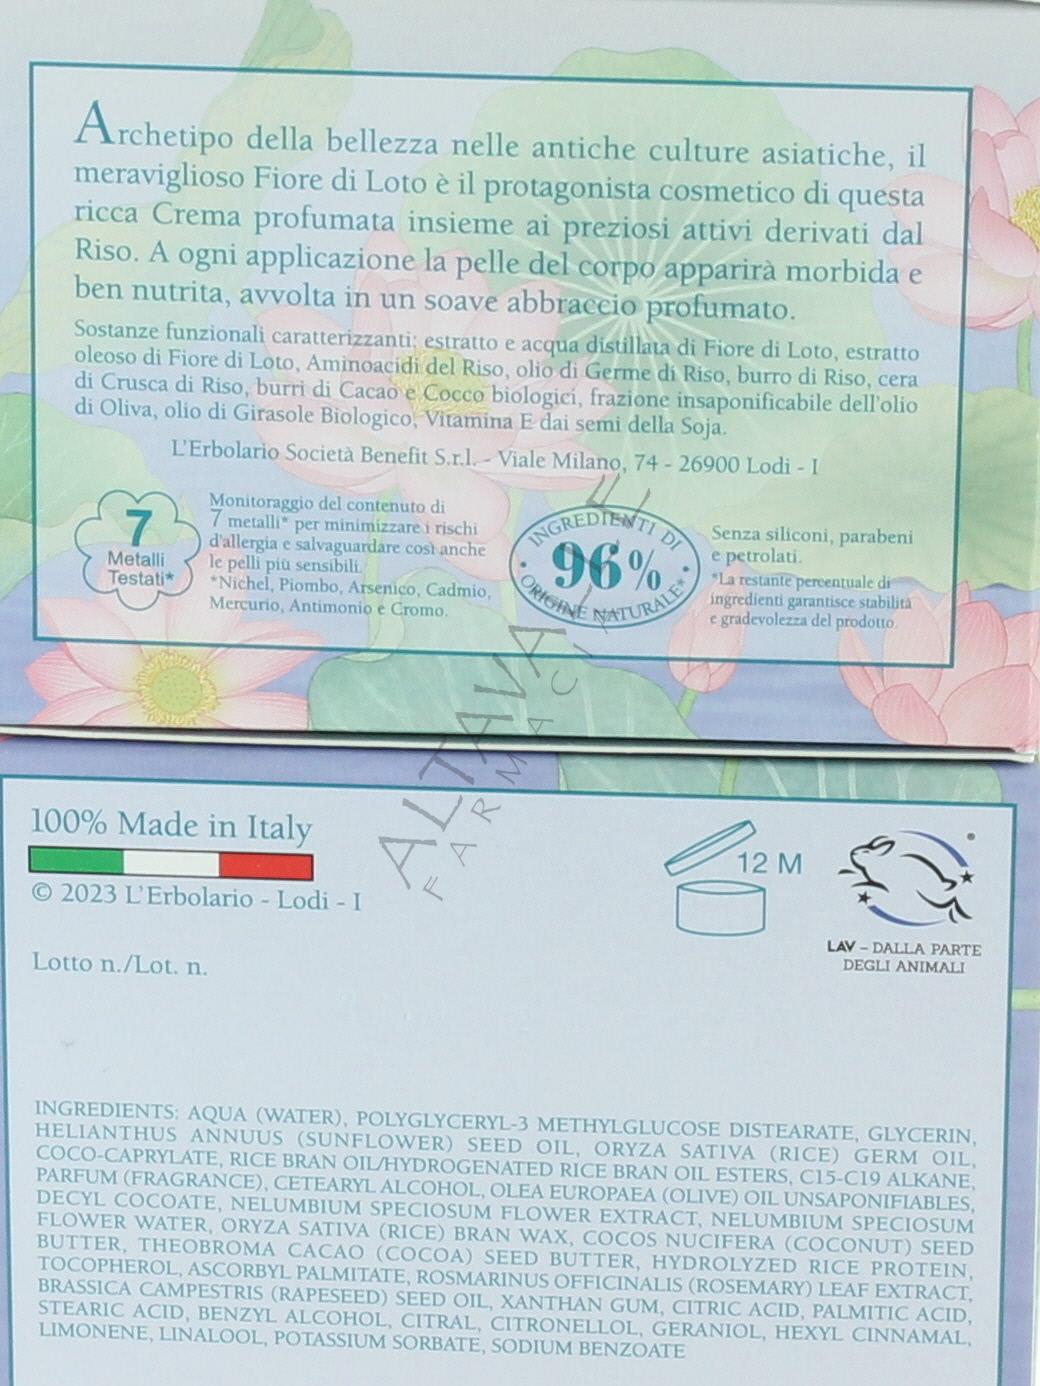 Archetipo della bellezza nelle antiche culture asiatiche, il
meraviglioso Fiore di Loto è il protagonista cosmetico di questa
ricca Crema profumata insieme ai preziosi attivi derivati dal
Riso. A ogni applicazione la pelle del corpo apparirà morbida e
ben nutrita, avvolta in un soave abbraccio profumato.
Sostanze funzionali caratterizzanti: estratto e acqua distillata di Fiore di Loto, estratto
oleoso di Fiore di Loto, Aminoacidi del Riso, olio di Germe di Riso, burro di Riso, cera
di Crusca di Riso, burri di Cacao e Cocco biologici, frazione insaponificabile dell'olio
di Oliva, olio di Girasole Biologico, Vitamina E dai semi della Soja.
L'Erbolario Società Benefit S.r.l. - Viale Milano, 74 - 26900 Lodi - I
7
Metalli
Testati*
Monitoraggio del contenuto di
7 metalli* per minimizzare i rischi
d'allergia e salvaguardare così anche
le pelli più sensibili.
*Nichel, Piombo, Arsenico, Cadmio,
Mercurio, Antimonio e Cromo.
• INGREDIENTI DI •
96%
ORIGINE NATURALE*
Senza siliconi, parabeni
e petrolati.
*La restante percentuale di
ingredienti garantisce stabilità
e gradevolezza del prodotto.
ALTAVALLE
FARMACIA
100% Made in Italy
© 2023 L'Erbolario - Lodi - I
Lotto n./Lot. n.
12 M
LAV – DALLA PARTE
DEGLI ANIMALI
INGREDIENTS: AQUA (WATER), POLYGLYCERYL-3 METHYLGLUCOSE DISTEARATE, GLYCERIN,
HELIANTHUS ANNUUS (SUNFLOWER) SEED OIL, ORYZA SATIVA (RICE) GERM OIL,
COCO-CAPRYLATE, RICE BRAN OIL/HYDROGENATED RICE BRAN OIL ESTERS, C15-C19 ALKANE,
PARFUM (FRAGRANCE), CETEARYL ALCOHOL, OLEA EUROPAEA (OLIVE) OIL UNSAPONIFIABLES,
DECYL COCOATE, NELUMBIUM SPECIOSUM FLOWER EXTRACT, NELUMBIUM SPECIOSUM
FLOWER WATER, ORYZA SATIVA (RICE) BRAN WAX, COCOS NUCIFERA (COCONUT) SEED
BUTTER, THEOBROMA CACAO (COCOA) SEED BUTTER, HYDROLYZED RICE PROTEIN,
TOCOPHEROL, ASCORBYL PALMITATE, ROSMARINUS OFFICINALIS (ROSEMARY) LEAF EXTRACT,
BRASSICA CAMPESTRIS (RAPESEED) SEED OIL, XANTHAN GUM, CITRIC ACID, PALMITIC ACID,
STEARIC ACID, BENZYL ALCOHOL, CITRAL, CITRONELLOL, GERANIOL, HEXYL CINNAMAL,
LIMONENE, LINALOOL, POTASSIUM SORBATE, SODIUM BENZOATE